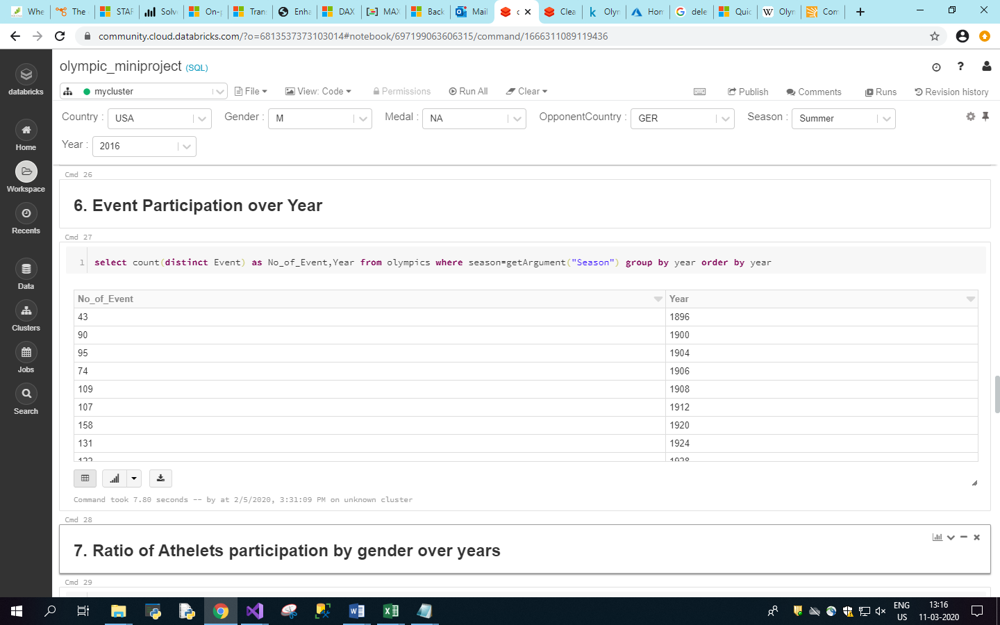 Whe
The
STAF
Solv
On-p
Tran
Enha
DAX
MAX
Back
Mail
Clea
Olyn
Hon
dele
Quic
Olyn
Com
community.cloud.databricks.com/?o=6813537373103014#notebook/697199063606315/command/1666311089119436
databricks
Home
Workspace
Recents
Data
Clusters
Jobs
Search
olympic_miniproject (SQL)
mycluster File View: Code Permissions Run All Clear Publish Comments Runs Revision history
Country : USA Gender : M Medal : NA OpponentCountry : GER Season : Summer
Year : 2016
Cmd 26
6. Event Participation over Year
Cmd 27
1 select count(distinct Event) as No_of_Event,Year from olympics where season=getArgument("Season") group by year order by year
No_of_Event Year
43 1896
90 1900
95 1904
74 1906
109 1908
107 1912
158 1920
131 1924
122 1928
Command took 7.80 seconds -- by at 2/5/2020, 3:31:09 PM on unknown cluster
Cmd 28
7. Ratio of Athelets participation by gender over years
Cmd 29
ENG
US
13:16
11-03-2020